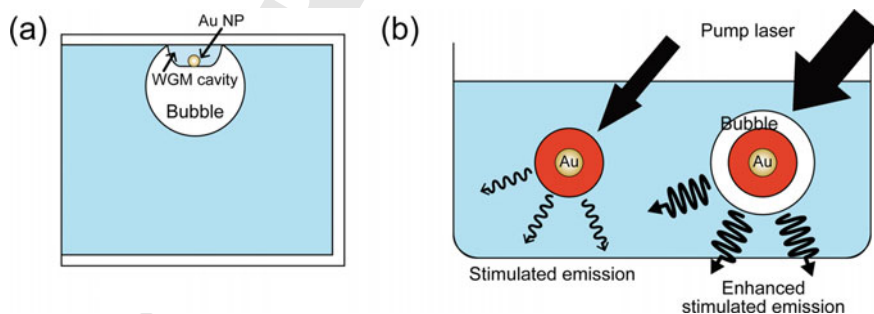 (a)
Au NP
WGM cavity
Bubble
(b)
Pump laser
Bubble
Au
Au
Stimulated emission
Enhanced
stimulated emission